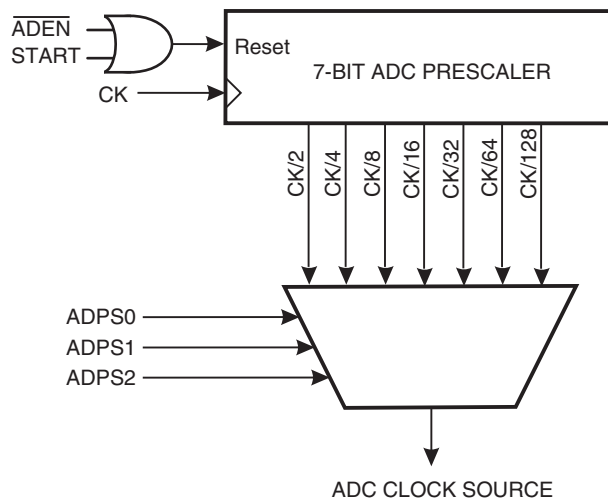 ADEN
START
Reset
CK
7-BIT ADC PRESCALER
CK/2
CK/4
CK/8
CK/16
CK/32
CK/64
CK/128
ADPS0
ADPS1
ADPS2
ADC CLOCK SOURCE